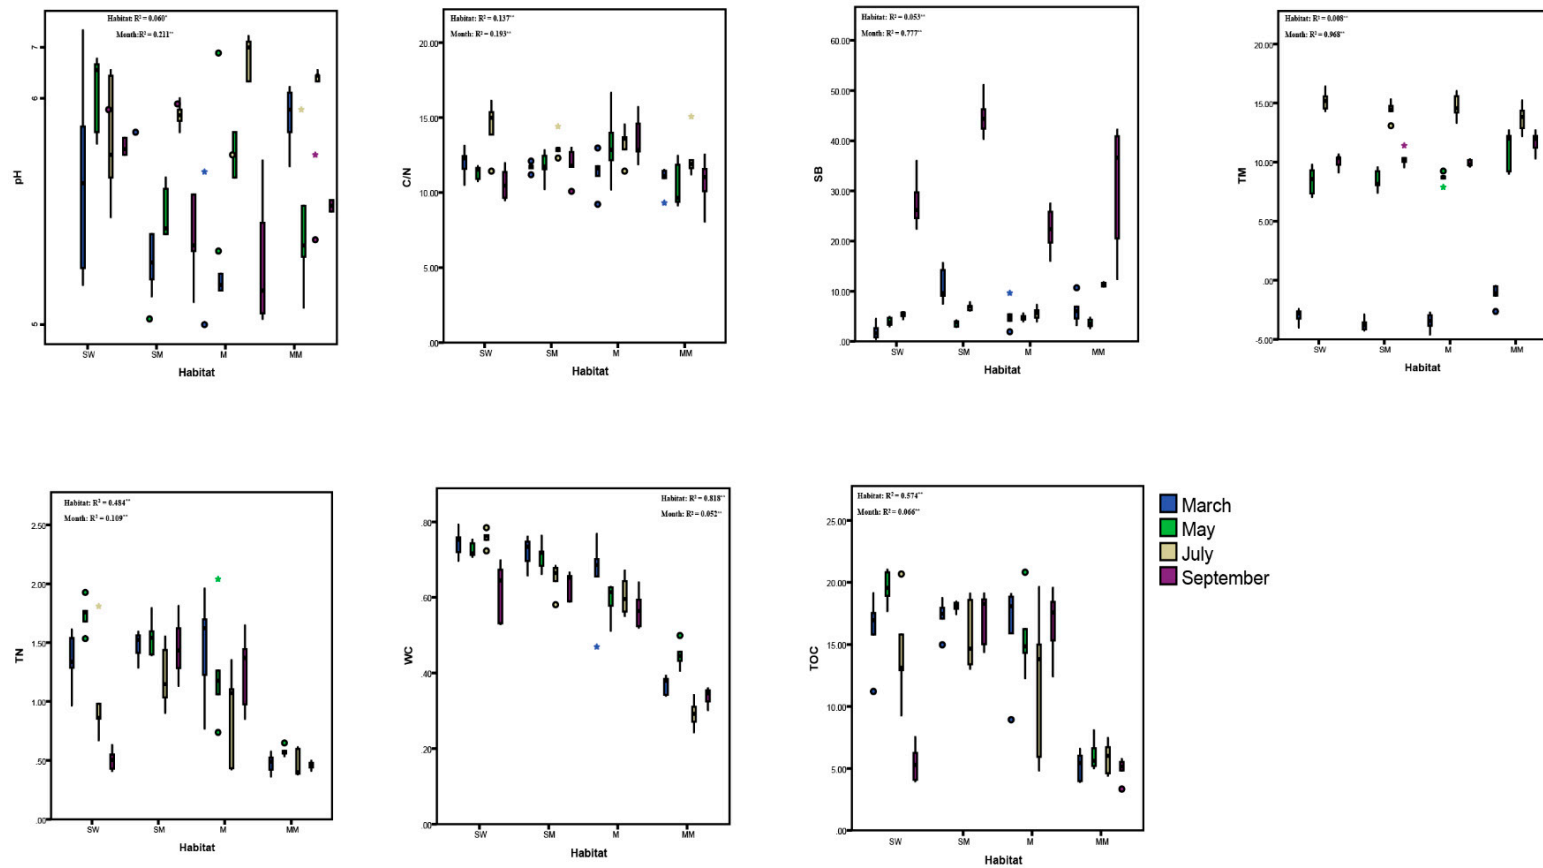 Habitat: R² = 0.060*
Month:R² = 0.211**
7
6
5
pH
SW
SM
M
MM
Habitat
Habitat: R² = 0.137**
Month: R² = 0.193**
20.00
15.00
10.00
5.00
.00
C/N
SW
SM
M
MM
Habitat
Habitat: R² = 0.053**
Month: R² = 0.777**
60.00
50.00
40.00
30.00
20.00
10.00
.00
SB
SW
SM
M
MM
Habitat
Habitat: R² = 0.008**
Month: R² = 0.968**
20.00
15.00
10.00
5.00
.00
-5.00
TM
SW
SM
M
MM
Habitat
Habitat: R² = 0.484**
Month: R² = 0.109**
2.50
2.00
1.50
1.00
.50
.00
TN
SW
SM
M
MM
Habitat
Habitat: R² = 0.818**
Month: R² = 0.052**
.80
.60
.40
.20
.00
WC
SW
SM
M
MM
Habitat
Habitat: R² = 0.574**
Month: R² = 0.066**
25.00
20.00
15.00
10.00
5.00
.00
TOC
SW
SM
M
MM
Habitat
March
May
July
September